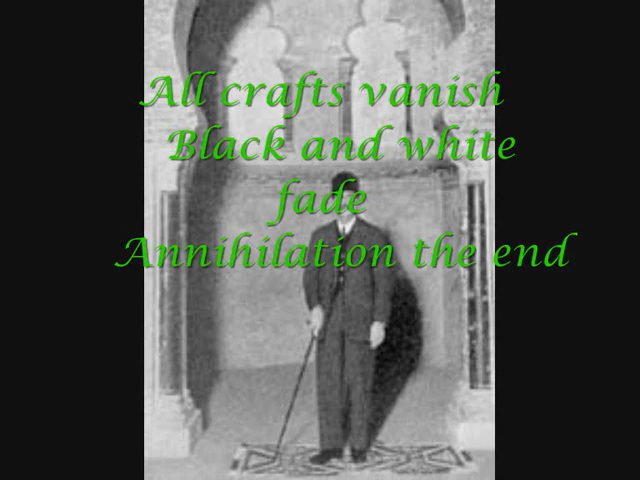 All crafts vanish
Black and white
fade
Annihilation the end